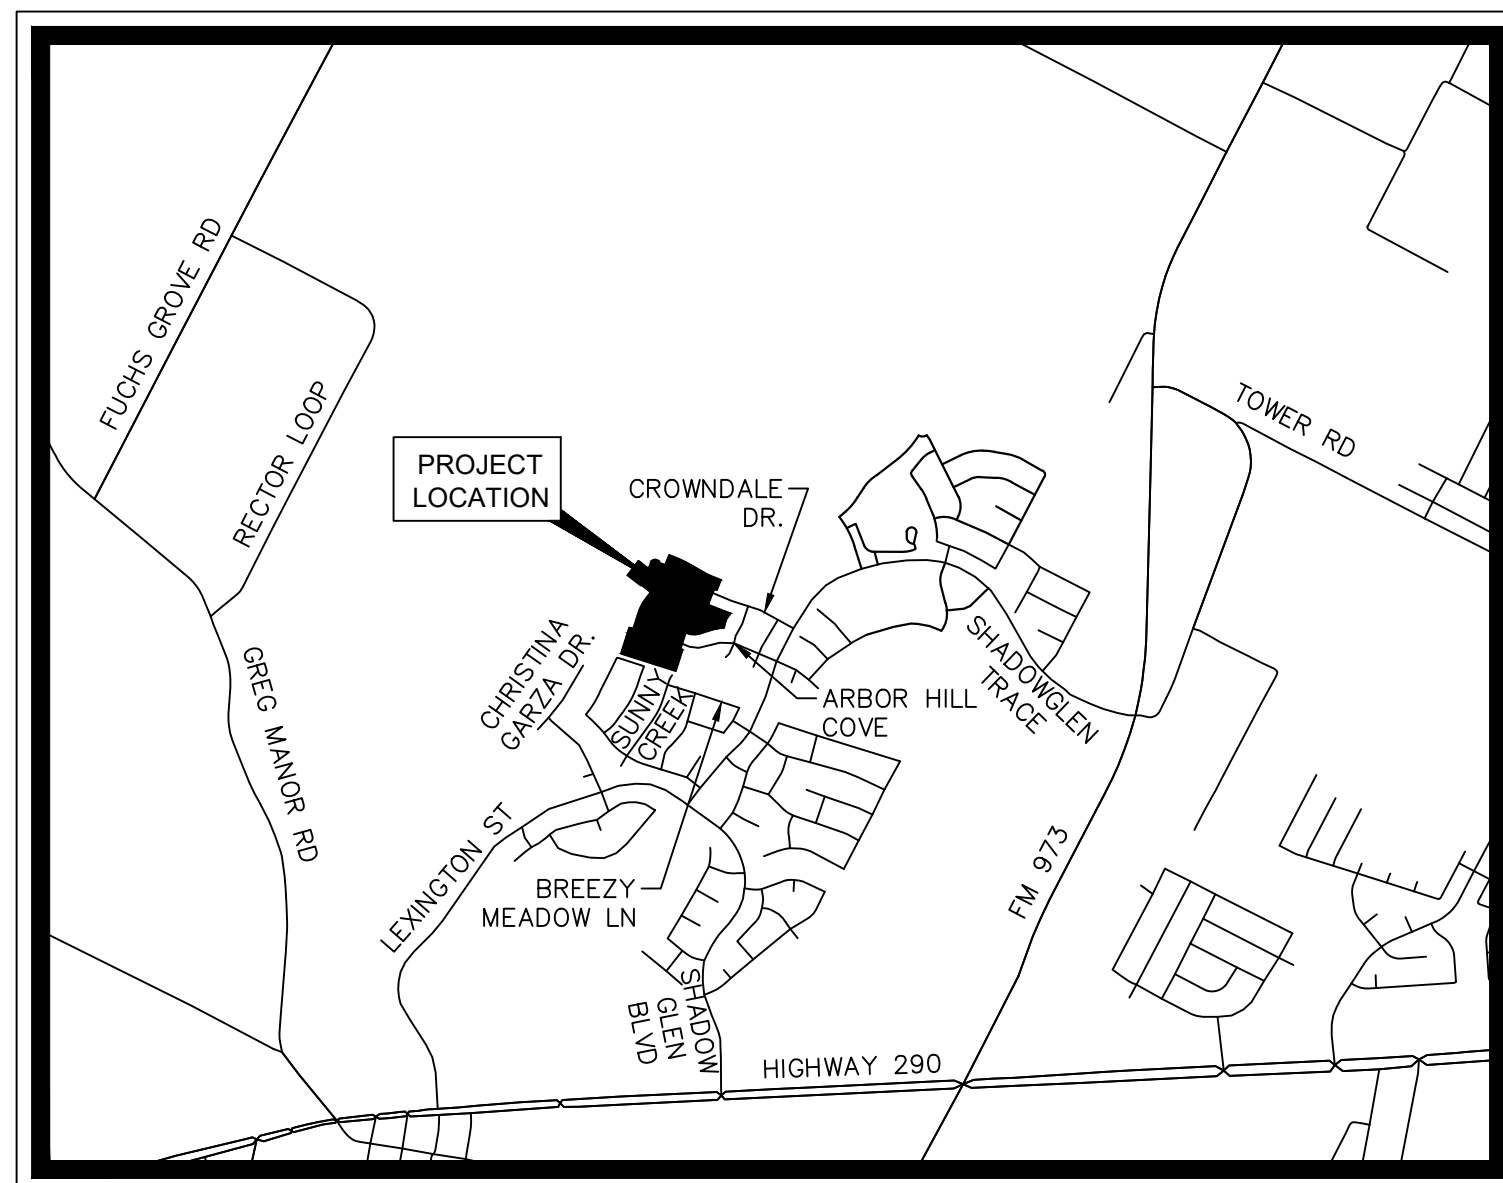 FUCHS GROVE RD
RECTOR LOOP
TOWER RD
PROJECT
LOCATION
CROWNDALE
DR.
CHRISTINA
GARZA DR.
SUNNY
CREEK
ARBOR HILL
COVE
SHADOWGLEN
TRACE
GREG MANOR RD
LEXINGTON ST
BREEZY
MEADOW LN
FM 973
SHADOW
GLEN
BLVD
HIGHWAY 290